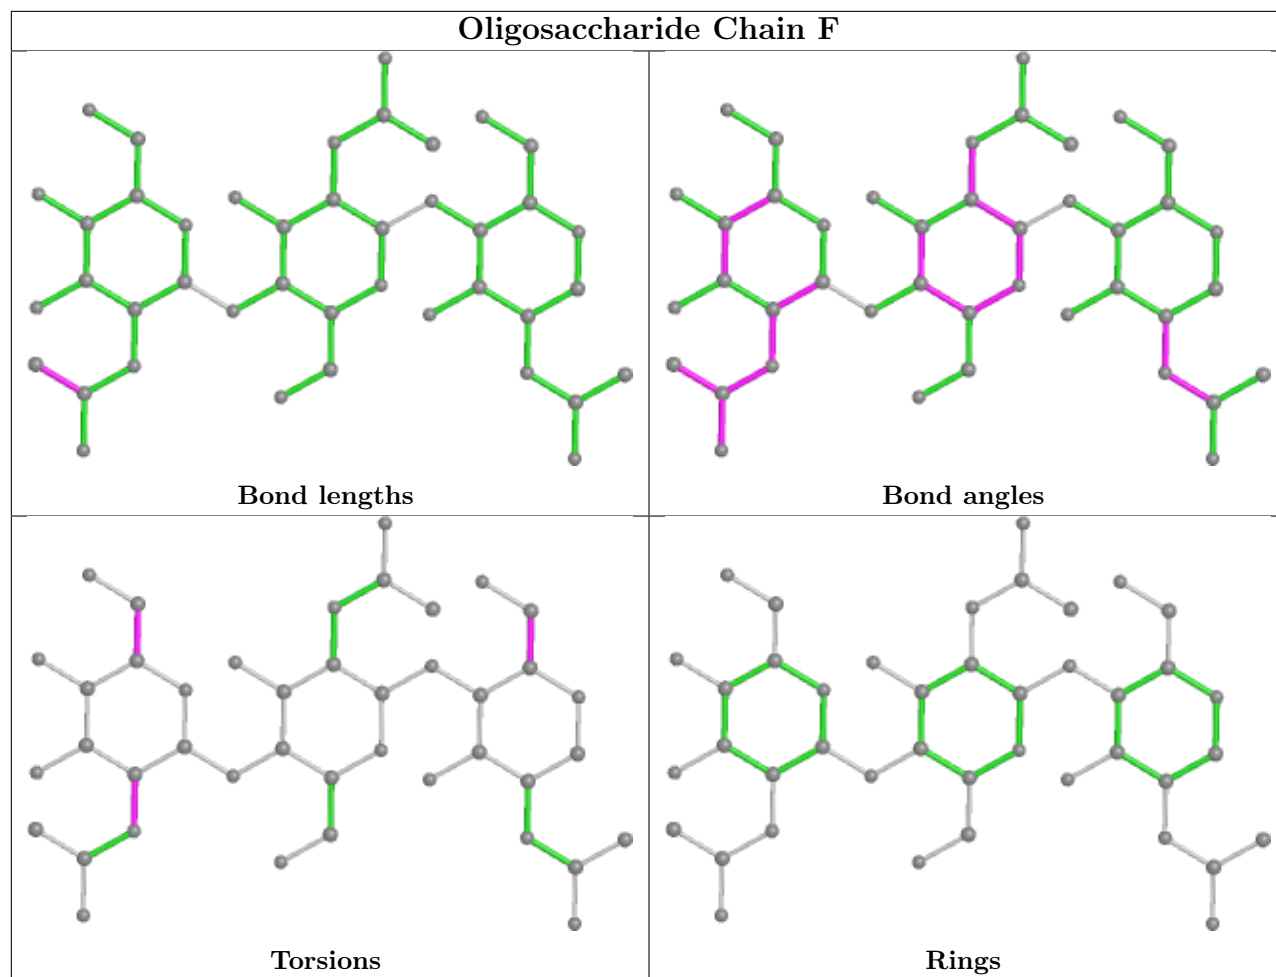 Oligosaccharide Chain F
Bond lengths
Bond angles
Torsions
Rings